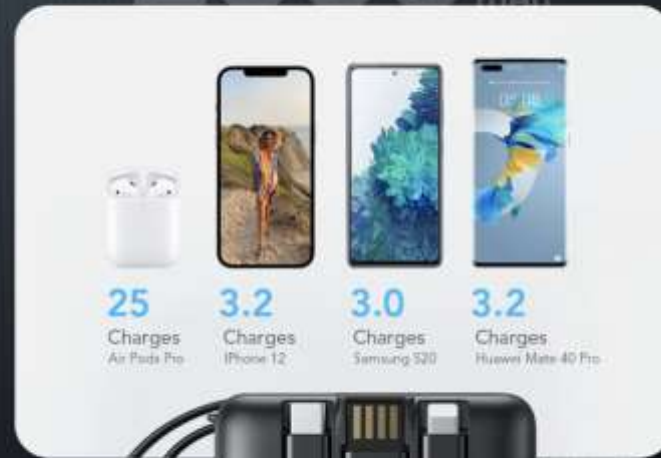 25
Charges
Air Pods Pro
3.2
Charges
IPhone 12
3.0
Charges
Samsung S20
3.2
Charges
Huawei Mate 40 Pro